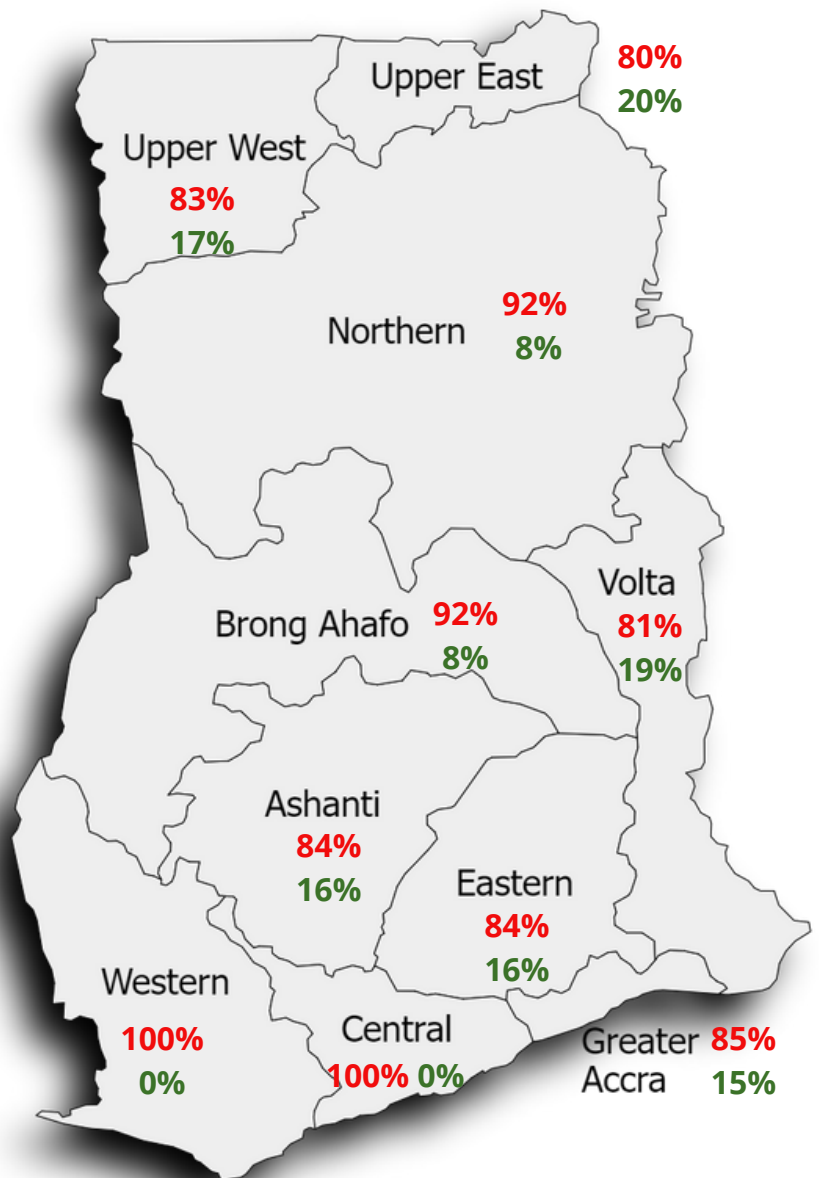 Upper East
80%
20%
Upper West
83%
17%
Northern
92%
8%
Volta
81%
19%
Brong Ahafo
92%
8%
Ashanti
84%
16%
Eastern
84%
16%
Western
100%
0%
Central
100% 0%
Greater
Accra
85%
15%